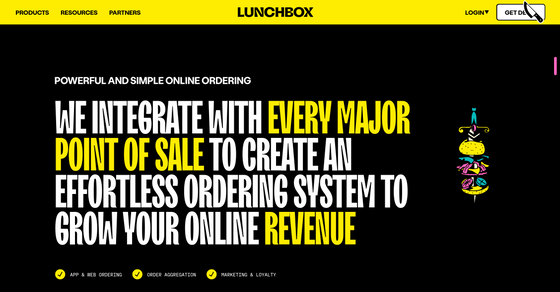 PRODUCTS RESOURCES PARTNERS LUNCHBOX LOGIN GET
POWERFUL AND SIMPLE ONLINE ORDERING
WE INTEGRATE WITH EVERY MAJOR
POINT OF SALE TO CREATE AN
EFFORTLESS ORDERING SYSTEM TO
GROW YOUR ONLINE REVENUE
APP & WEB ORDERING ORDER AGGREGATION MARKETING & LOYALTY